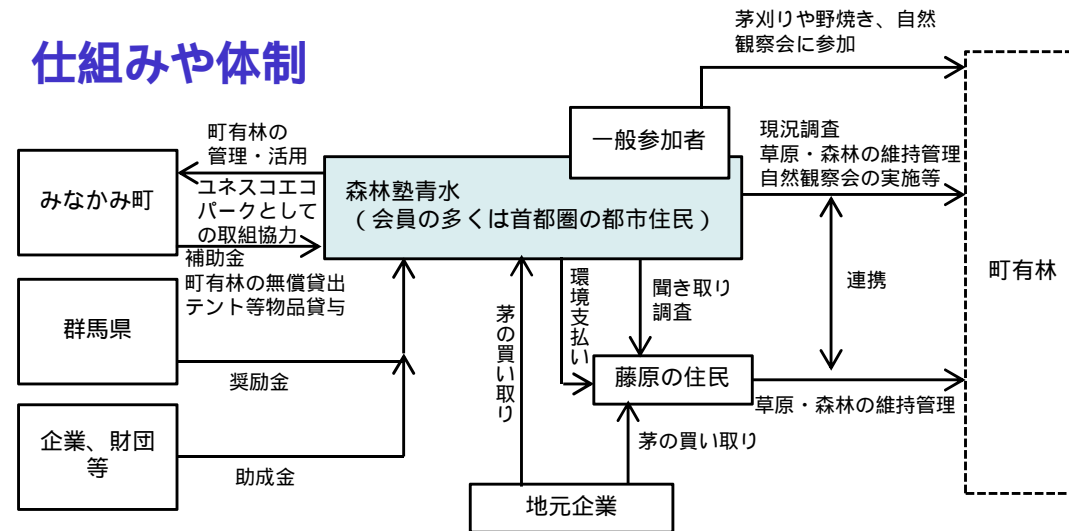 仕組みや体制
茅刈りや野焼き、自然
観察会に参加
一般参加者
町有林の
管理・活用
現況調査
草原・森林の維持管理
自然観察会の実施等
みなかみ町
ユネスコエコ
パークとして
の取組協力
森林塾青水
（会員の多くは首都圏の都市住民）
補助金
町有林の無償貸出
テント等物品貸与
群馬県
奨励金
企業、財団
等
助成金
茅の買い取り
環境支払い
聞き取り
調査
連携
町有林
藤原の住民
草原・森林の維持管理
茅の買い取り
地元企業